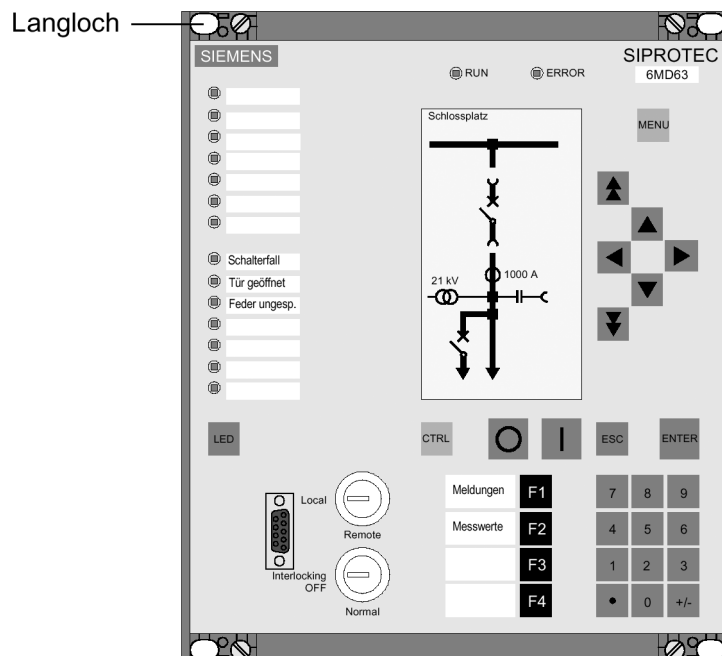 Langloch
SIEMENS
SIPROTEC
6MD63
RUN
ERROR
MENU
Schlossplatz
21 kV
1000 A
Schalterfall
Tür geöffnet
Feder ungesp.
LED
CTRL
ESC
ENTER
Local
Remote
Interlocking
OFF
Normal
Meldungen
F1
Messwerte
F2
F3
F4
7 8 9
4 5 6
1 2 3
0 +/-